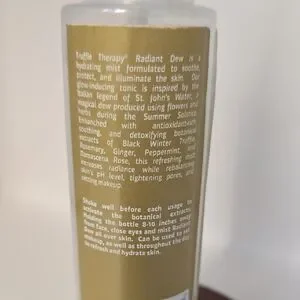 Truffle Therapy® Radiant Dew is a
hydrating mist formulated to soothe,
protect, and illuminate the skin. Our
glow-inducing tonic is inspired by the
Italian legend of St. John's Water, a
magical dew produced using flowers and
herbs during the Summer Solstice.
Enhanced with antioxidant-rich,
soothing, and detoxifying botanical
extracts of Black Winter Truffle,
Rosemary, Ginger, Peppermint, and
Damascena Rose, this refreshing mist
increases radiance while rebalancing
skin's pH level, tightening pores, and
setting makeup.
Shake well before each usage to
activate the botanical extracts.
Holding the bottle 8-10 inches away
from face, close eyes and mist Radiant
Dew all over skin. Can be used to set
makeup, as well as throughout the day
to refresh and hydrate skin.